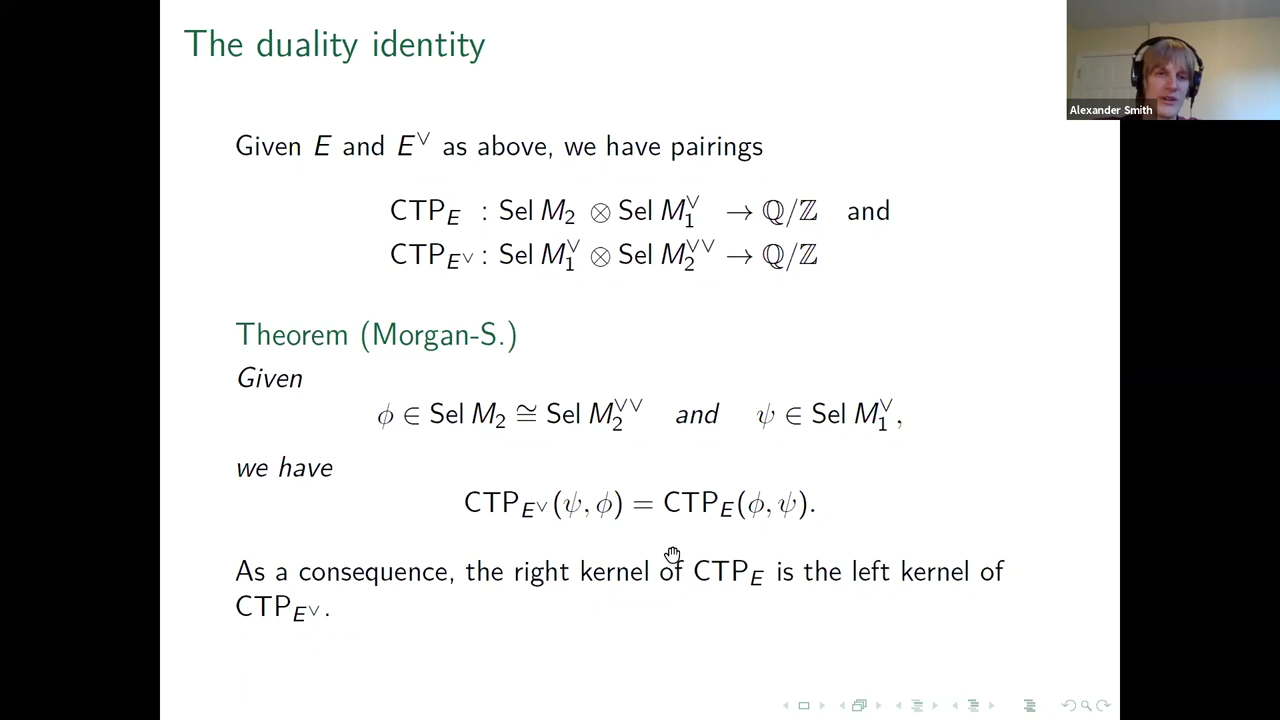 The duality identity
Alexander Smith
Given E and E^∨ as above, we have pairings
CTP_E : Sel M_2 ⊗ Sel M_1^∨ → ℚ/ℤ and
CTP_{E^∨} : Sel M_1^∨ ⊗ Sel M_2^{∨∨} → ℚ/ℤ
Theorem (Morgan-S.)
Given
ϕ ∈ Sel M_2 ≅ Sel M_2^{∨∨} and ψ ∈ Sel M_1^∨,
we have
CTP_{E^∨}(ψ, ϕ) = CTP_E(ϕ, ψ).
As a consequence, the right kernel of CTP_E is the left kernel of
CTP_{E^∨}.